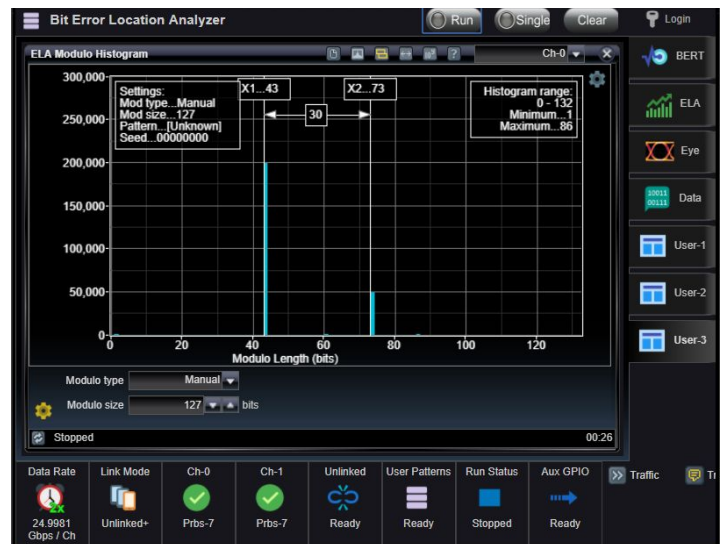 Bit Error Location Analyzer
Run
Single
Clear
Login
ELA Modulo Histogram
?
Ch-0
BERT
ELA
Eye
10011
00111
Data
User-1
User-2
User-3
300,000
250,000
200,000
150,000
100,000
50,000
0
Settings:
Mod type...Manual
Mod size...127
Pattern...[Unknown]
Seed...00000000
X1...43
X2...73
30
Histogram range:
0 - 132
Minimum...1
Maximum...86
0 20 40 60 80 100 120
Modulo Length (bits)
Modulo type Manual
Modulo size 127 bits
Stopped 00:26
Data Rate Link Mode Ch-0 Ch-1 Unlinked User Patterns Run Status Aux GPIO Traffic Tr
2x
24.9981 Unlinked+ Prbs-7 Prbs-7 Ready Ready Stopped Ready
Gbps / Ch